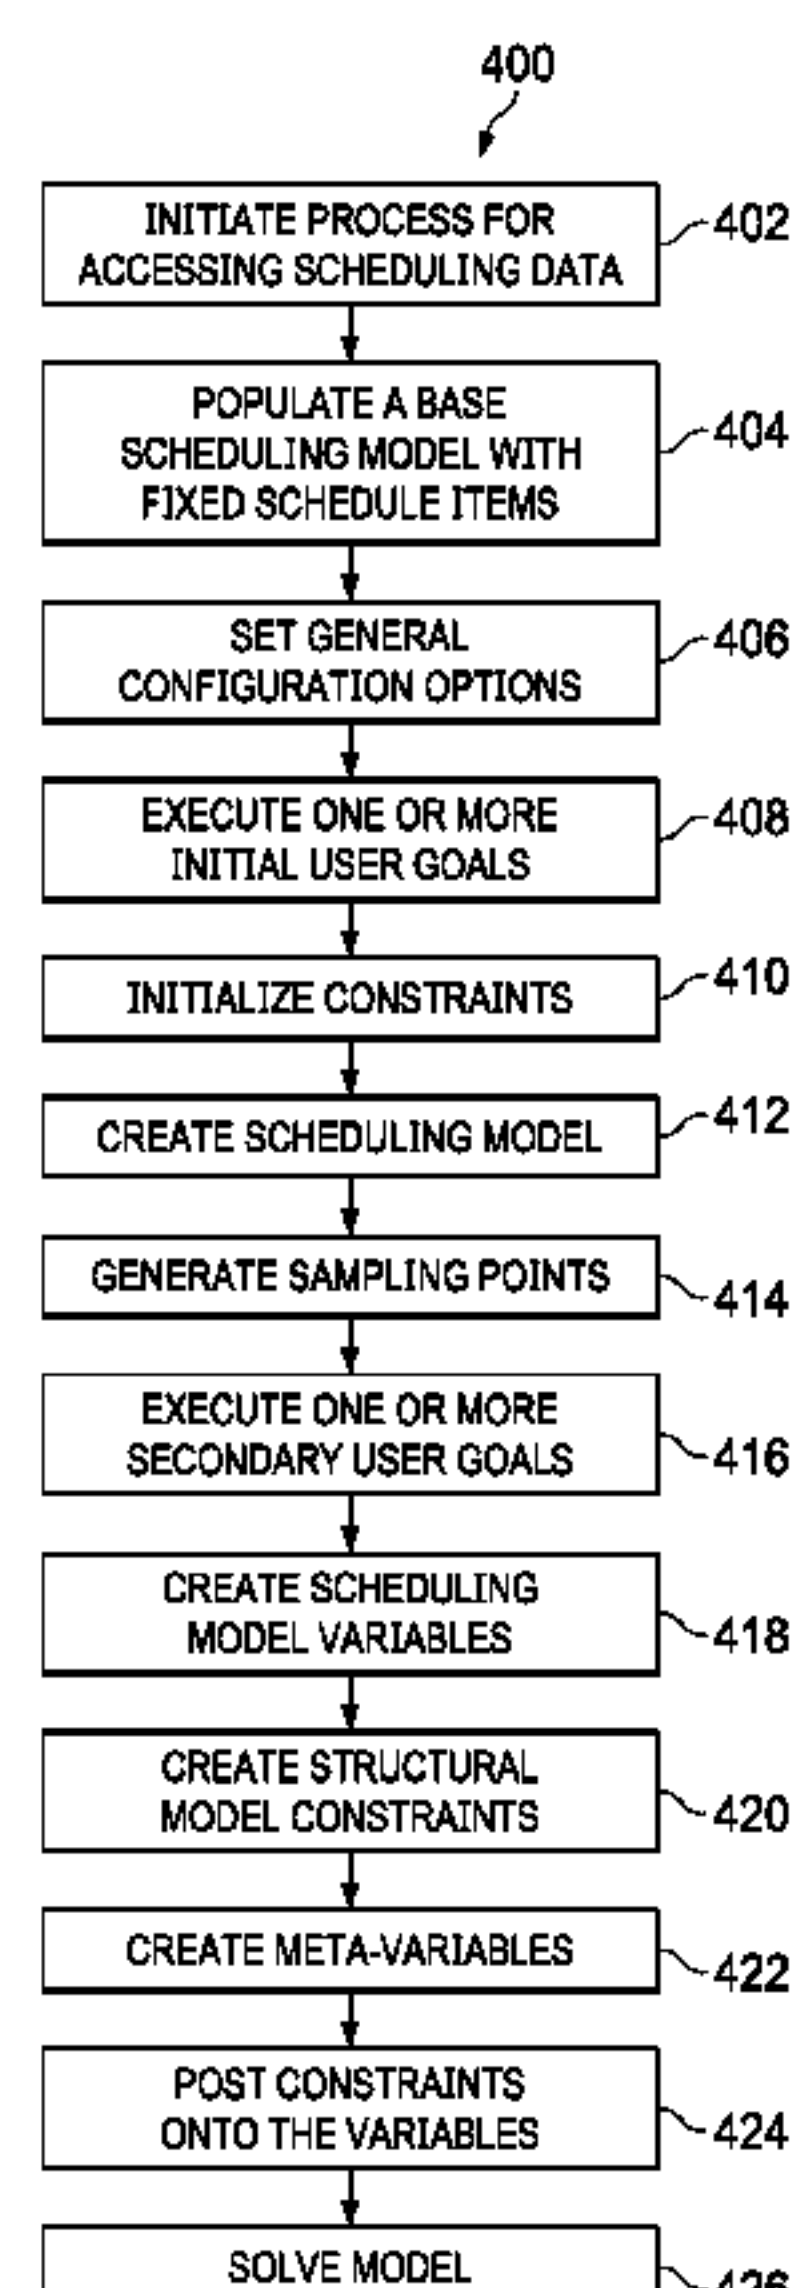 400
INITIATE PROCESS FOR
ACCESSING SCHEDULING DATA
402
POPULATE A BASE
SCHEDULING MODEL WITH
FIXED SCHEDULE ITEMS
404
SET GENERAL
CONFIGURATION OPTIONS
406
EXECUTE ONE OR MORE
INITIAL USER GOALS
408
INITIALIZE CONSTRAINTS
410
CREATE SCHEDULING MODEL
412
GENERATE SAMPLING POINTS
414
EXECUTE ONE OR MORE
SECONDARY USER GOALS
416
CREATE SCHEDULING
MODEL VARIABLES
418
CREATE STRUCTURAL
MODEL CONSTRAINTS
420
CREATE META-VARIABLES
422
POST CONSTRAINTS
ONTO THE VARIABLES
424
SOLVE MODEL
426